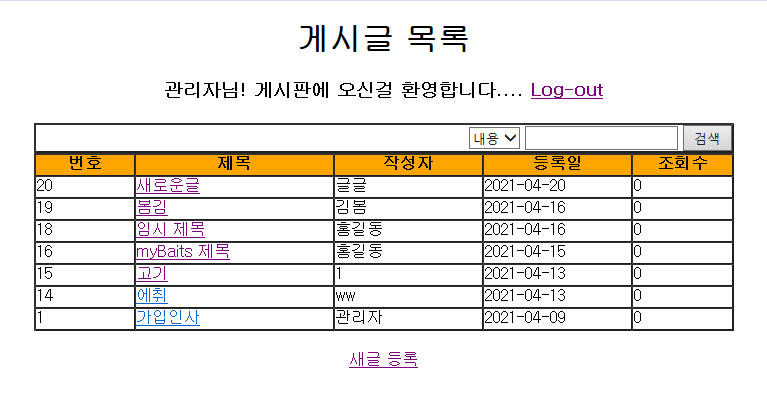 게시글 목록
관리자님! 게시판에 오신걸 환영합니다.... Log-out
내용 검색
번호 제목 작성자 등록일 조회수
20 새로운글 글글 2021-04-20 0
19 봄김 김봄 2021-04-16 0
18 임시 제목 홍길동 2021-04-16 0
16 myBaits 제목 홍길동 2021-04-15 0
15 고기 1 2021-04-13 0
14 에취 ww 2021-04-13 0
1 가입인사 관리자 2021-04-09 0
새글 등록